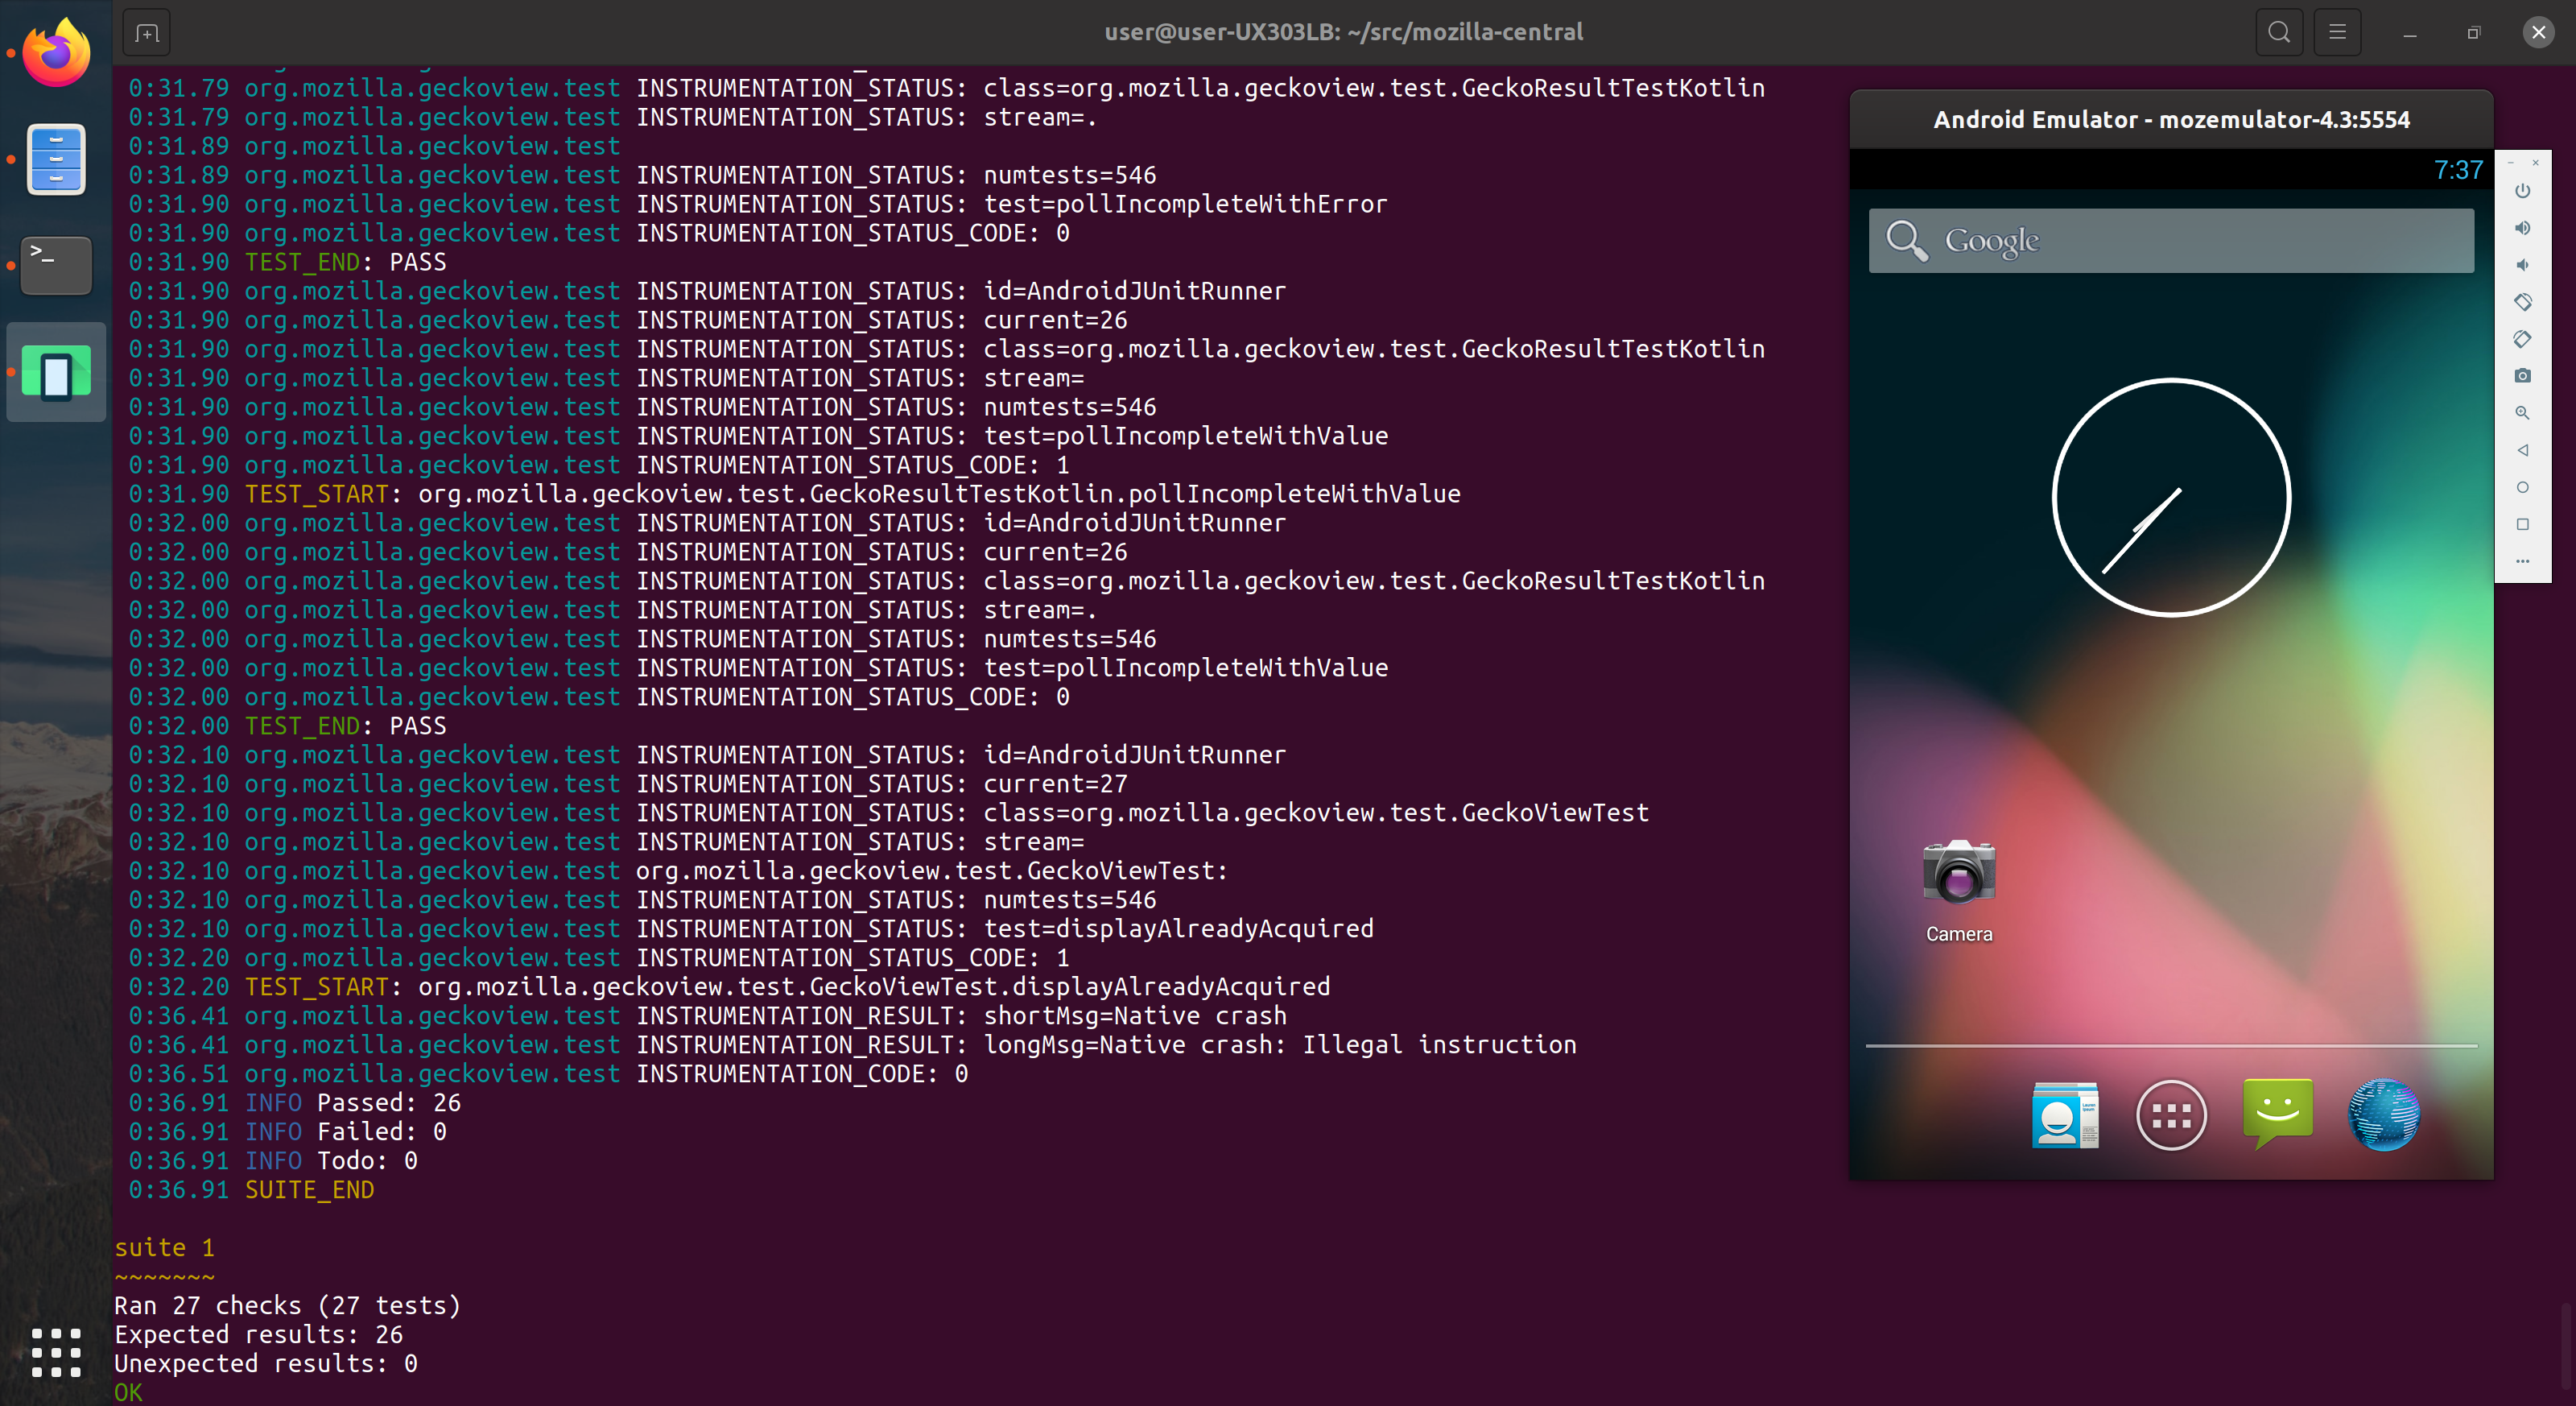 user@user-UX303LB: ~/src/mozilla-central
0:31.79 org.mozilla.geckoview.test INSTRUMENTATION_STATUS: class=org.mozilla.geckoview.test.GeckoResultTestKotlin
0:31.79 org.mozilla.geckoview.test INSTRUMENTATION_STATUS: stream=.
0:31.89 org.mozilla.geckoview.test
0:31.89 org.mozilla.geckoview.test INSTRUMENTATION_STATUS: numtests=546
0:31.90 org.mozilla.geckoview.test INSTRUMENTATION_STATUS: test=pollIncompleteWithError
0:31.90 org.mozilla.geckoview.test INSTRUMENTATION_STATUS_CODE: 0
0:31.90 TEST_END: PASS
0:31.90 org.mozilla.geckoview.test INSTRUMENTATION_STATUS: id=AndroidJUnitRunner
0:31.90 org.mozilla.geckoview.test INSTRUMENTATION_STATUS: current=26
0:31.90 org.mozilla.geckoview.test INSTRUMENTATION_STATUS: class=org.mozilla.geckoview.test.GeckoResultTestKotlin
0:31.90 org.mozilla.geckoview.test INSTRUMENTATION_STATUS: stream=
0:31.90 org.mozilla.geckoview.test INSTRUMENTATION_STATUS: numtests=546
0:31.90 org.mozilla.geckoview.test INSTRUMENTATION_STATUS: test=pollIncompleteWithValue
0:31.90 org.mozilla.geckoview.test INSTRUMENTATION_STATUS_CODE: 1
0:31.90 TEST_START: org.mozilla.geckoview.test.GeckoResultTestKotlin.pollIncompleteWithValue
0:32.00 org.mozilla.geckoview.test INSTRUMENTATION_STATUS: id=AndroidJUnitRunner
0:32.00 org.mozilla.geckoview.test INSTRUMENTATION_STATUS: current=26
0:32.00 org.mozilla.geckoview.test INSTRUMENTATION_STATUS: class=org.mozilla.geckoview.test.GeckoResultTestKotlin
0:32.00 org.mozilla.geckoview.test INSTRUMENTATION_STATUS: stream=.
0:32.00 org.mozilla.geckoview.test INSTRUMENTATION_STATUS: numtests=546
0:32.00 org.mozilla.geckoview.test INSTRUMENTATION_STATUS: test=pollIncompleteWithValue
0:32.00 org.mozilla.geckoview.test INSTRUMENTATION_STATUS_CODE: 0
0:32.00 TEST_END: PASS
0:32.10 org.mozilla.geckoview.test INSTRUMENTATION_STATUS: id=AndroidJUnitRunner
0:32.10 org.mozilla.geckoview.test INSTRUMENTATION_STATUS: current=27
0:32.10 org.mozilla.geckoview.test INSTRUMENTATION_STATUS: class=org.mozilla.geckoview.test.GeckoViewTest
0:32.10 org.mozilla.geckoview.test INSTRUMENTATION_STATUS: stream=
0:32.10 org.mozilla.geckoview.test org.mozilla.geckoview.test.GeckoViewTest:
0:32.10 org.mozilla.geckoview.test INSTRUMENTATION_STATUS: numtests=546
0:32.10 org.mozilla.geckoview.test INSTRUMENTATION_STATUS: test=displayAlreadyAcquired
0:32.20 org.mozilla.geckoview.test INSTRUMENTATION_STATUS_CODE: 1
0:32.20 TEST_START: org.mozilla.geckoview.test.GeckoViewTest.displayAlreadyAcquired
0:36.41 org.mozilla.geckoview.test INSTRUMENTATION_RESULT: shortMsg=Native crash
0:36.41 org.mozilla.geckoview.test INSTRUMENTATION_RESULT: longMsg=Native crash: Illegal instruction
0:36.51 org.mozilla.geckoview.test INSTRUMENTATION_CODE: 0
0:36.91 INFO Passed: 26
0:36.91 INFO Failed: 0
0:36.91 INFO Todo: 0
0:36.91 SUITE_END
suite 1
~~~~~~~
Ran 27 checks (27 tests)
Expected results: 26
Unexpected results: 0
OK
Android Emulator - mozemulator-4.3:5554
7:37
Google
Camera